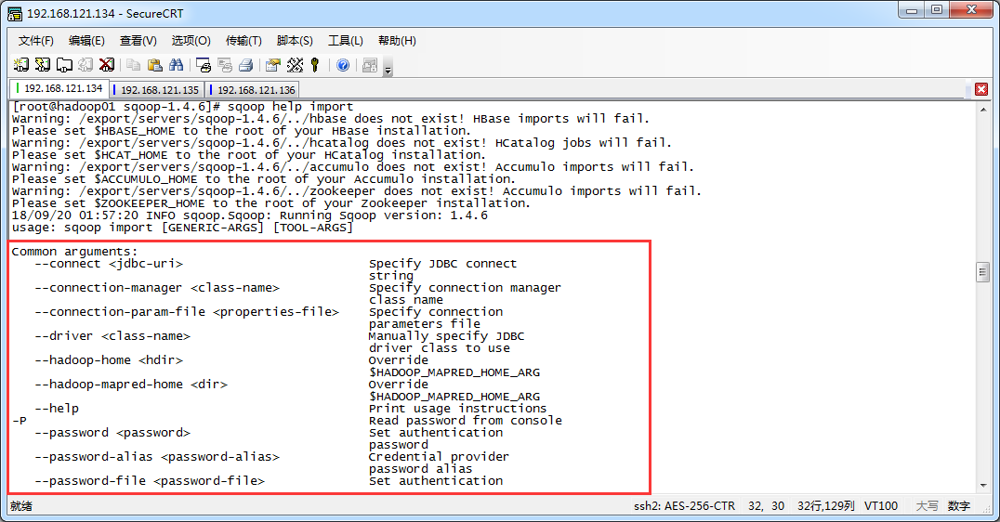 192.168.121.134 - SecureCRT
文件(F) 编辑(E) 查看(V) 选项(O) 传输(T) 脚本(S) 工具(L) 帮助(H)
192.168.121.134 192.168.121.135 192.168.121.136
[root@hadoop01 sqoop-1.4.6]# sqoop help import
Warning: /export/servers/sqoop-1.4.6/../hbase does not exist! HBase imports will fail.
Please set $HBASE_HOME to the root of your HBase installation.
Warning: /export/servers/sqoop-1.4.6/../hcatalog does not exist! HCatalog jobs will fail.
Please set $HCAT_HOME to the root of your HCatalog installation.
Warning: /export/servers/sqoop-1.4.6/../accumulo does not exist! Accumulo imports will fail.
Please set $ACCUMULO_HOME to the root of your Accumulo installation.
Warning: /export/servers/sqoop-1.4.6/../zookeeper does not exist! Accumulo imports will fail.
Please set $ZOOKEEPER_HOME to the root of your Zookeeper installation.
18/09/20 01:57:20 INFO sqoop.Sqoop: Running Sqoop version: 1.4.6
usage: sqoop import [GENERIC-ARGS] [TOOL-ARGS]
Common arguments:
--connect <jdbc-uri> Specify JDBC connect
string
--connection-manager <class-name> Specify connection manager
class name
--connection-param-file <properties-file> Specify connection
parameters file
--driver <class-name> Manually specify JDBC
driver class to use
--hadoop-home <hdir> Override
$HADOOP_MAPRED_HOME_ARG
--hadoop-mapred-home <dir> Override
$HADOOP_MAPRED_HOME_ARG
--help Print usage instructions
-P Read password from console
--password <password> Set authentication
password
--password-alias <password-alias> Credential provider
password alias
--password-file <password-file> Set authentication
就绪 ssh2: AES-256-CTR 32, 30 32行,129列 VT100 大写 数字